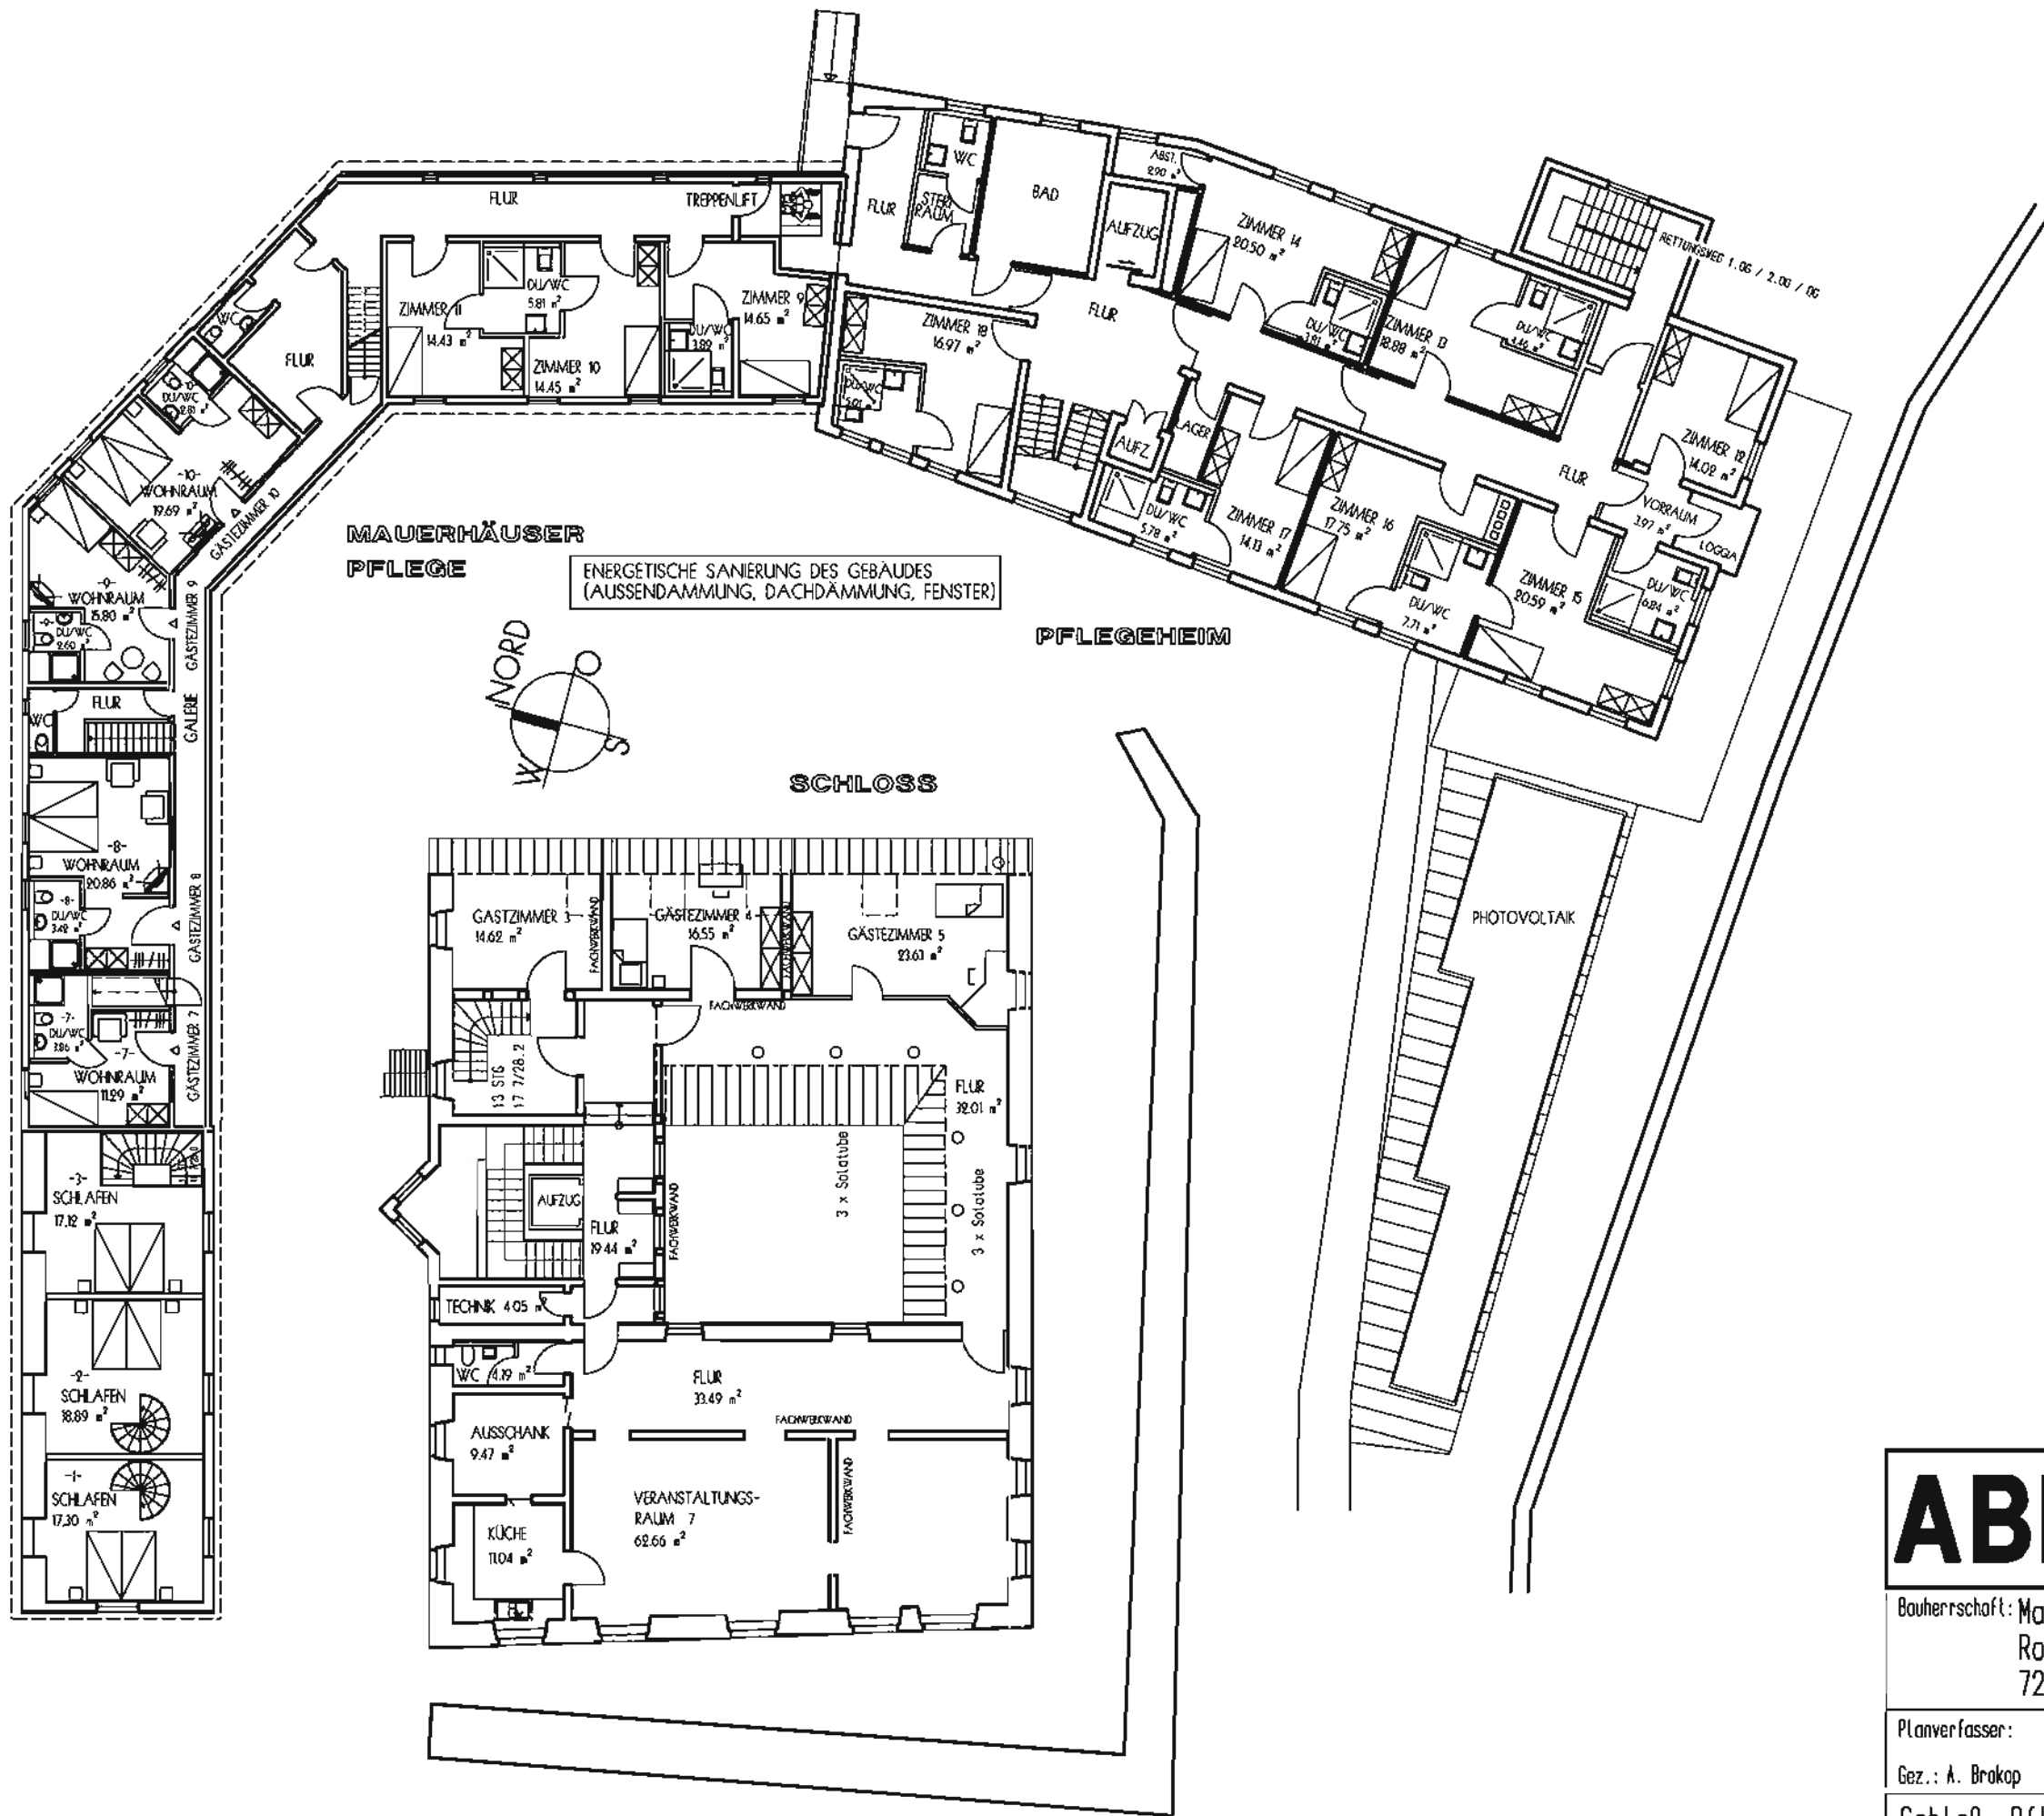 FLUR
TREPPENLIFT
FLUR
WC
STERI
RAUM
BAD
ABST.
2.90 m²
AUFZUG
ZIMMER 14
20.50 m²
DU/WC
3.81 m²
ZIMMER 13
18.88 m²
DU/WC
4.46 m²
RETTUNGSWEG 1.OG / 2.OG / DG
ZIMMER 11
14.43 m²
DU/WC
5.81 m²
ZIMMER 10
14.45 m²
DU/WC
3.89 m²
ZIMMER 9
14.65 m²
ZIMMER 18
16.97 m²
DU/WC
5.01
FLUR
AUFZ.
LAGER
DU/WC
5.78 m²
ZIMMER 17
14.13 m²
ZIMMER 16
17.75 m²
DU/WC
7.71 m²
ZIMMER 15
20.59 m²
DU/WC
6.84 m²
FLUR
VORRAUM
3.97 m²
LOGGIA
ZIMMER 12
14.02 m²
WC
FLUR
-10-
DU/WC
2.81 m²
-10-
WOHNRAUM
19.69 m²
GÄSTEZIMMER 10
-9-
WOHNRAUM
15.80 m²
-9-
DU/WC
2.60 m²
GÄSTEZIMMER 9
FLUR
WC
GALERIE
-8-
WOHNRAUM
20.86 m²
-8-
DU/WC
3.42 m²
GÄSTEZIMMER 8
-7-
DU/WC
3.86 m²
-7-
WOHNRAUM
11.29 m²
GÄSTEZIMMER 7
-3-
SCHLAFEN
17,12 m²
-2-
SCHLAFEN
18.89 m²
-1-
SCHLAFEN
17,30 m²
MAUERHÄUSER
PFLEGE
ENERGETISCHE SANIERUNG DES GEBÄUDES
(AUSSENDÄMMUNG, DACHDÄMMUNG, FENSTER)
NORD
O
S
W
PFLEGEHEIM
SCHLOSS
GASTZIMMER 3
14.62 m²
FACHWERKWAND
GÄSTEZIMMER 4
16.55 m²
FACHWERKWAND
GÄSTEZIMMER 5
23.63 m²
FACHWERKWAND
13 STG
17 7/28.2
FLUR
32.01 m²
3 x Solatube
3 x Solatube
AUFZUG
FLUR
19.44 m²
FACHWERKWAND
TECHNIK 4.05 m²
WC 4.19 m²
FLUR
33.49 m²
FACHWERKWAND
AUSSCHANK
9.47 m²
VERANSTALTUNGS-
RAUM 7
62.66 m²
FACHWERKWAND
KÜCHE
11.04 m²
PHOTOVOLTAIK
Bauherrschaft: Ma
Ro
72
Planverfasser:
Gez.: A. Brokop